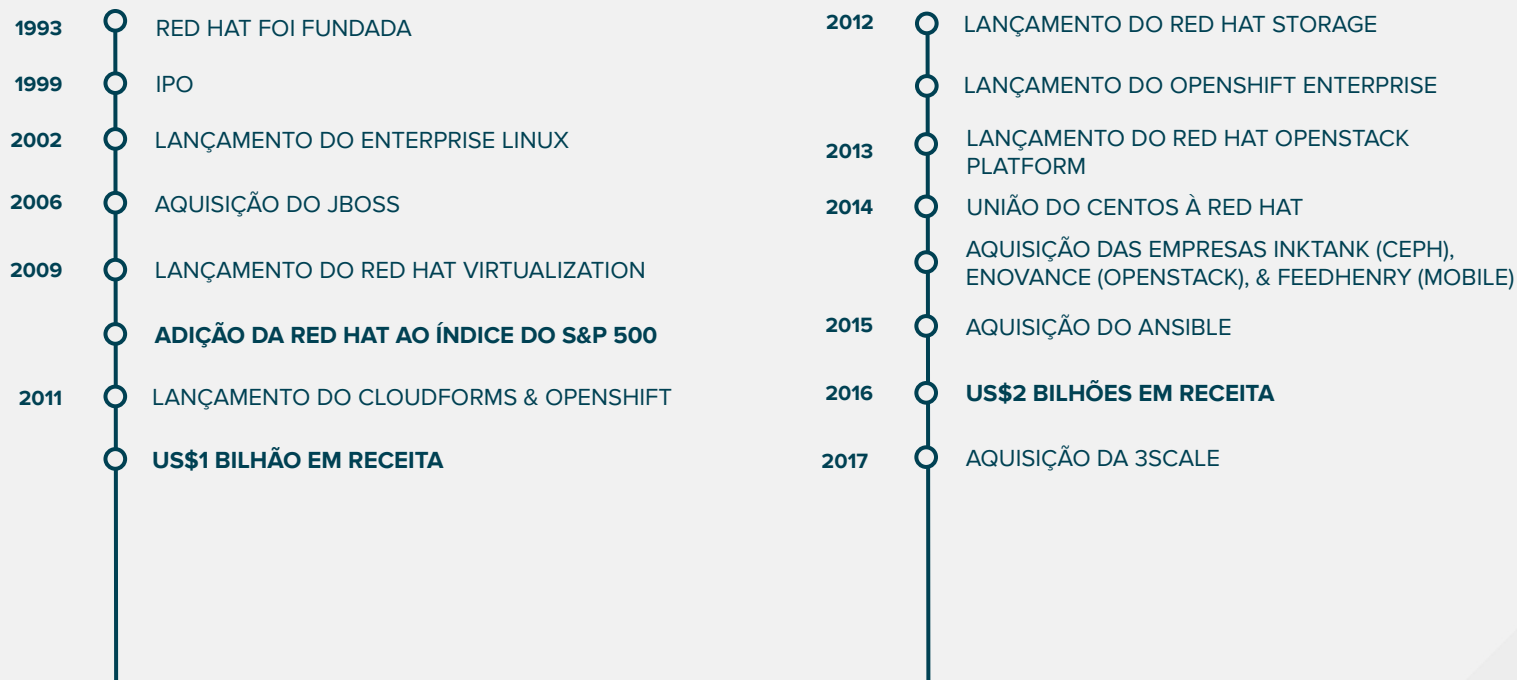 1993 RED HAT FOI FUNDADA
1999 IPO
2002 LANÇAMENTO DO ENTERPRISE LINUX
2006 AQUISIÇÃO DO JBOSS
2009 LANÇAMENTO DO RED HAT VIRTUALIZATION
ADIÇÃO DA RED HAT AO ÍNDICE DO S&P 500
2011 LANÇAMENTO DO CLOUDFORMS & OPENSHIFT
US$1 BILHÃO EM RECEITA
2012 LANÇAMENTO DO RED HAT STORAGE
LANÇAMENTO DO OPENSHIFT ENTERPRISE
2013 LANÇAMENTO DO RED HAT OPENSTACK
PLATFORM
2014 UNIÃO DO CENTOS À RED HAT
AQUISIÇÃO DAS EMPRESAS INKTANK (CEPH),
ENOVANCE (OPENSTACK), & FEEDHENRY (MOBILE)
2015 AQUISIÇÃO DO ANSIBLE
2016 US$2 BILHÕES EM RECEITA
2017 AQUISIÇÃO DA 3SCALE